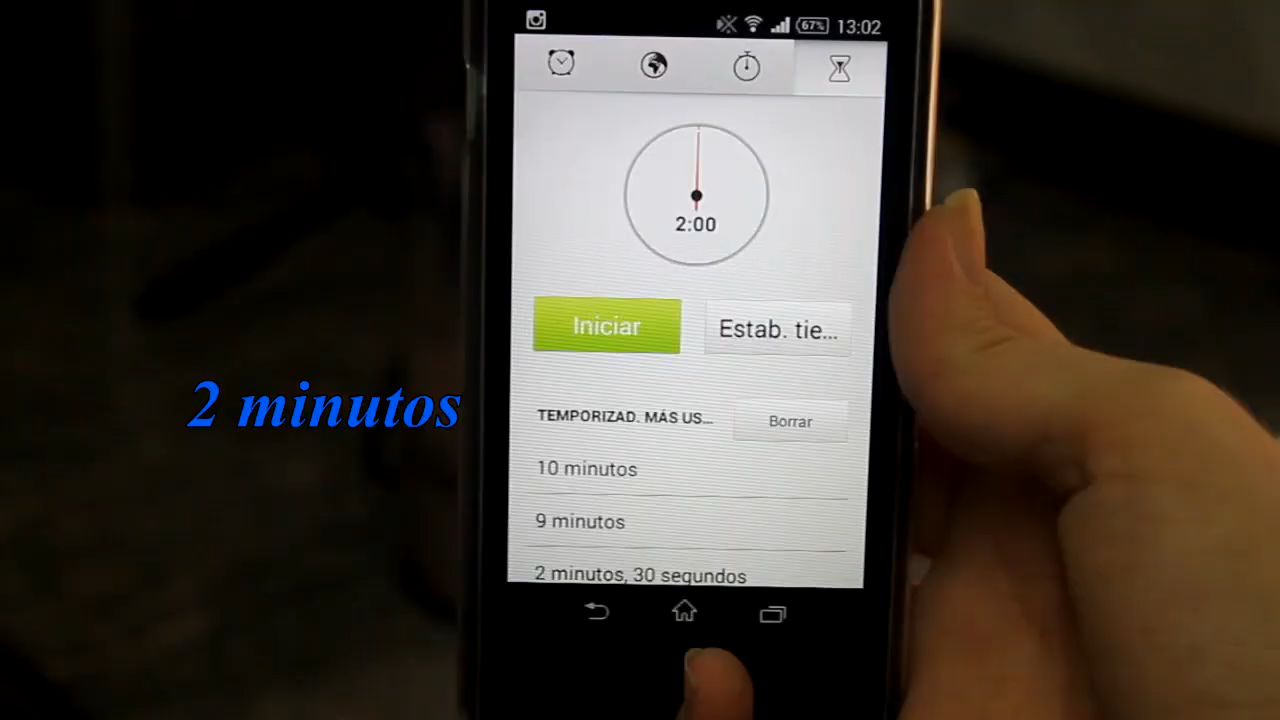 67% 13:02
2:00
Iniciar Estab. tie...
2 minutos
TEMPORIZAD. MÁS US... Borrar
10 minutos
9 minutos
2 minutos, 30 segundos